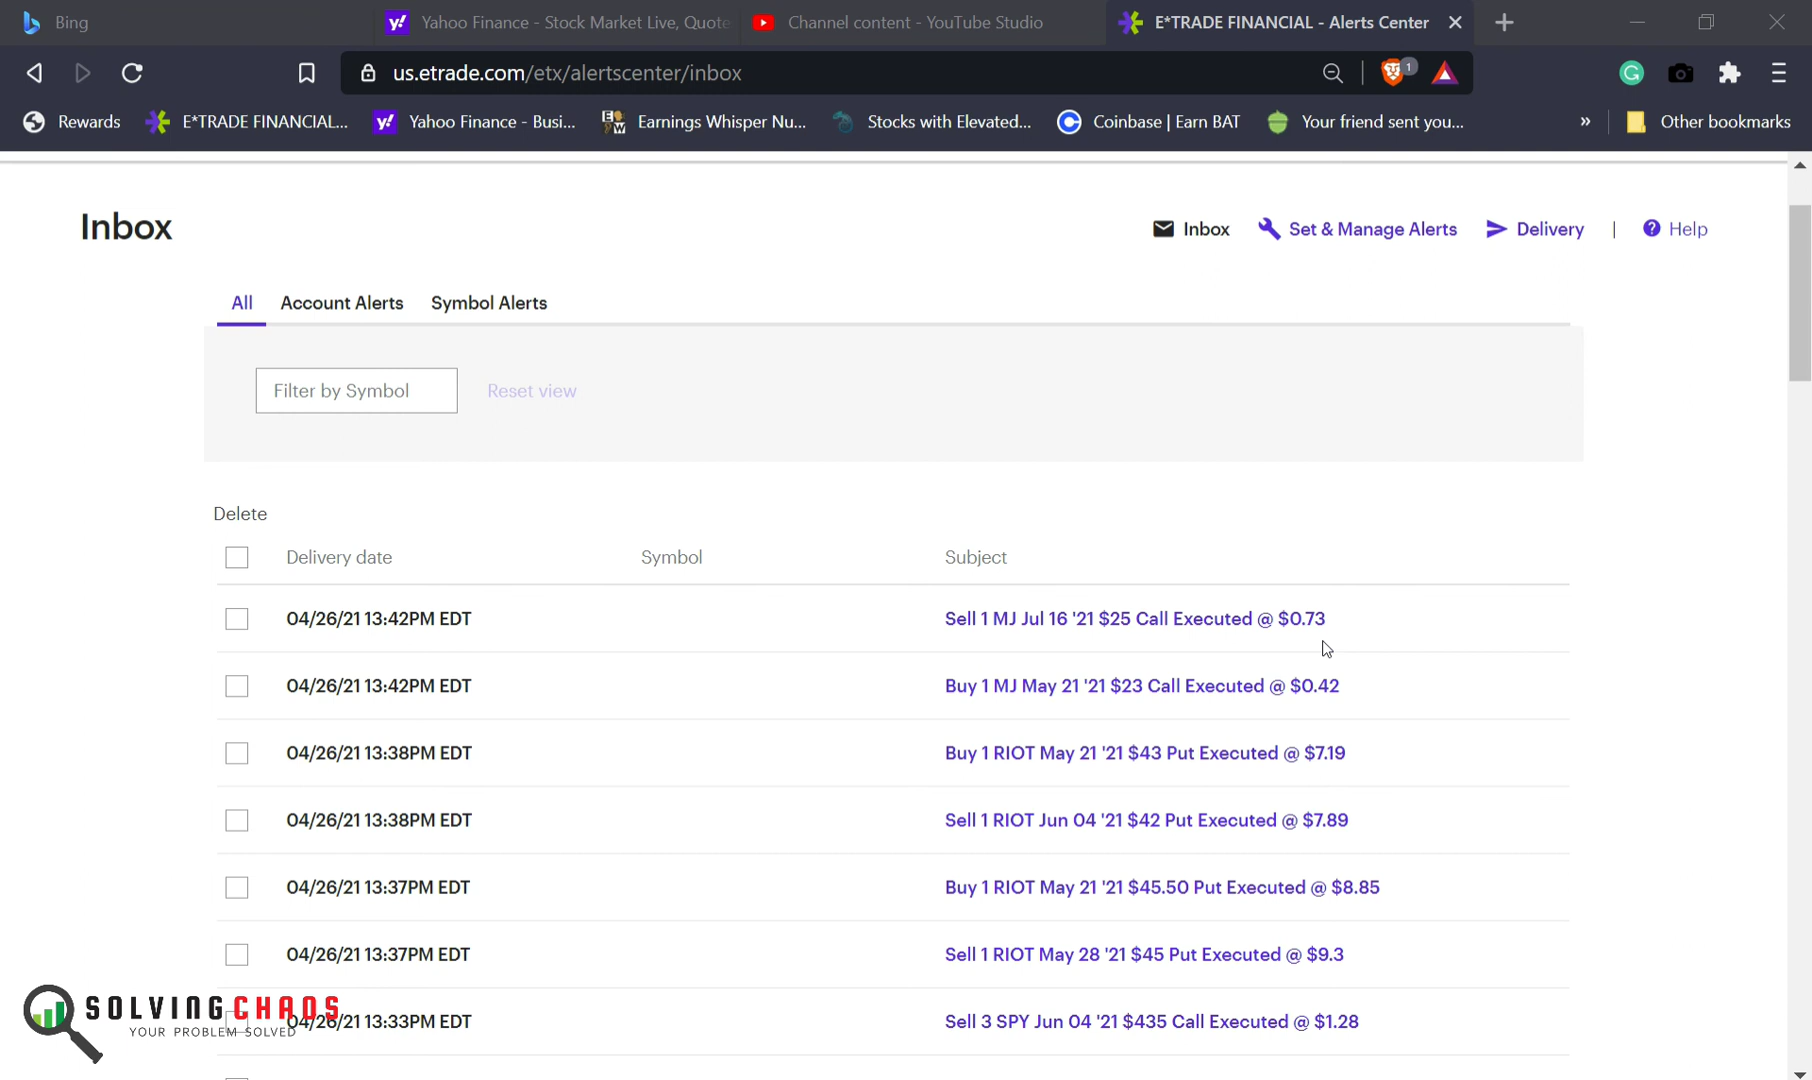 Bing
Yahoo Finance - Stock Market Live, Quote
Channel content - YouTube Studio
E*TRADE FINANCIAL - Alerts Center
us.etrade.com/etx/alertscenter/inbox
1
Rewards
E*TRADE FINANCIAL...
Yahoo Finance - Busi...
Earnings Whisper Nu...
Stocks with Elevated...
Coinbase | Earn BAT
Your friend sent you...
»
Other bookmarks
Inbox
Inbox
Set & Manage Alerts
Delivery
|
Help
All
Account Alerts
Symbol Alerts
Filter by Symbol
Reset view
Delete
Delivery date
Symbol
Subject
04/26/21 13:42PM EDT
Sell 1 MJ Jul 16 '21 $25 Call Executed @ $0.73
04/26/21 13:42PM EDT
Buy 1 MJ May 21 '21 $23 Call Executed @ $0.42
04/26/21 13:38PM EDT
Buy 1 RIOT May 21 '21 $43 Put Executed @ $7.19
04/26/21 13:38PM EDT
Sell 1 RIOT Jun 04 '21 $42 Put Executed @ $7.89
04/26/21 13:37PM EDT
Buy 1 RIOT May 21 '21 $45.50 Put Executed @ $8.85
04/26/21 13:37PM EDT
Sell 1 RIOT May 28 '21 $45 Put Executed @ $9.3
04/26/21 13:33PM EDT
Sell 3 SPY Jun 04 '21 $435 Call Executed @ $1.28
SOLVINGCHAOS
YOUR PROBLEM SOLVED